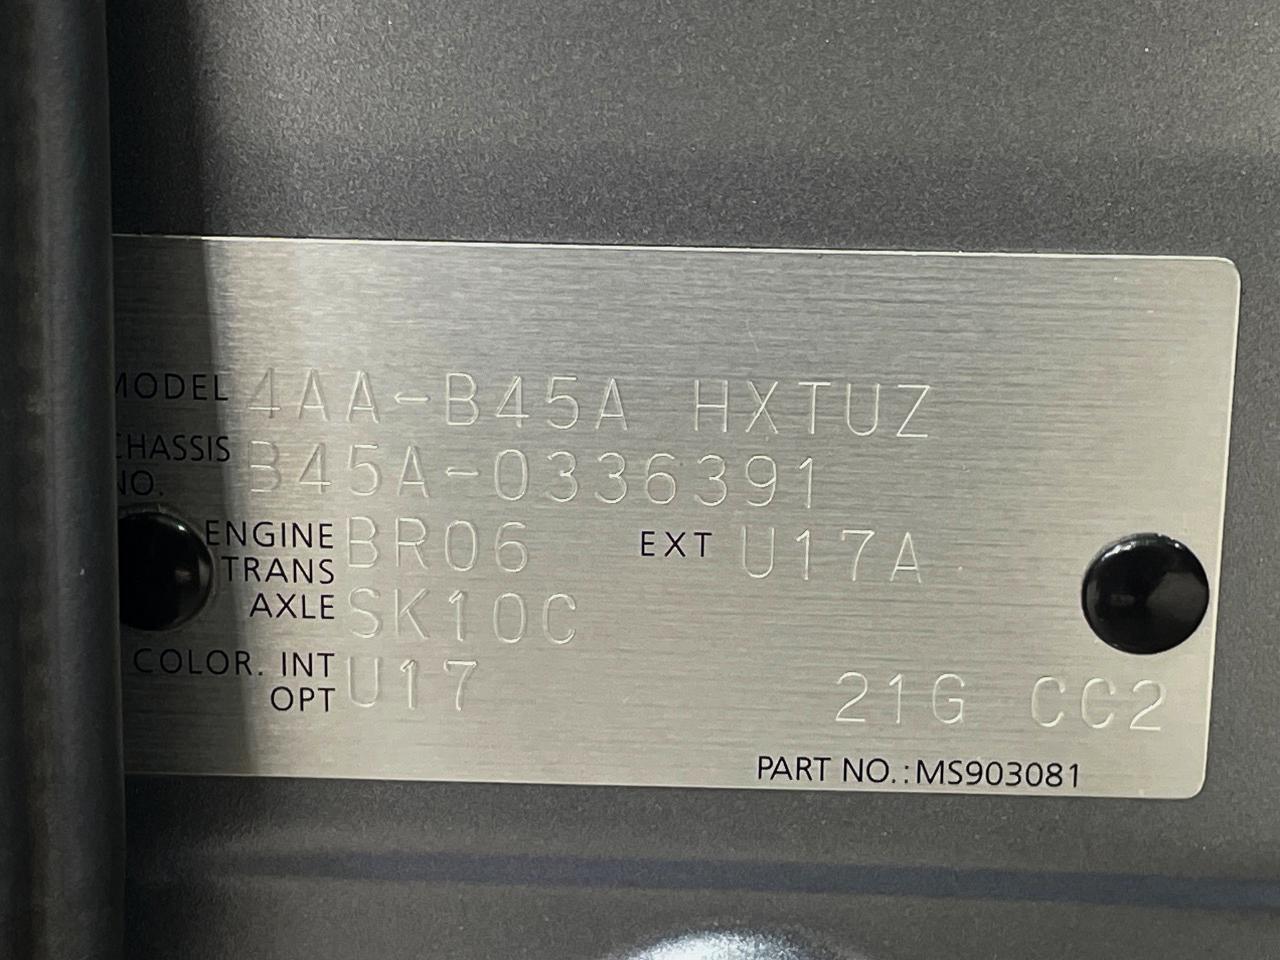 MODEL 4AA-B45A HXTUZ
CHASSIS NO. B45A-0336391
ENGINE BR06 EXT U17A
TRANS AXLE SK10C
COLOR. INT U17
OPT 21G CC2
PART NO.:MS903081